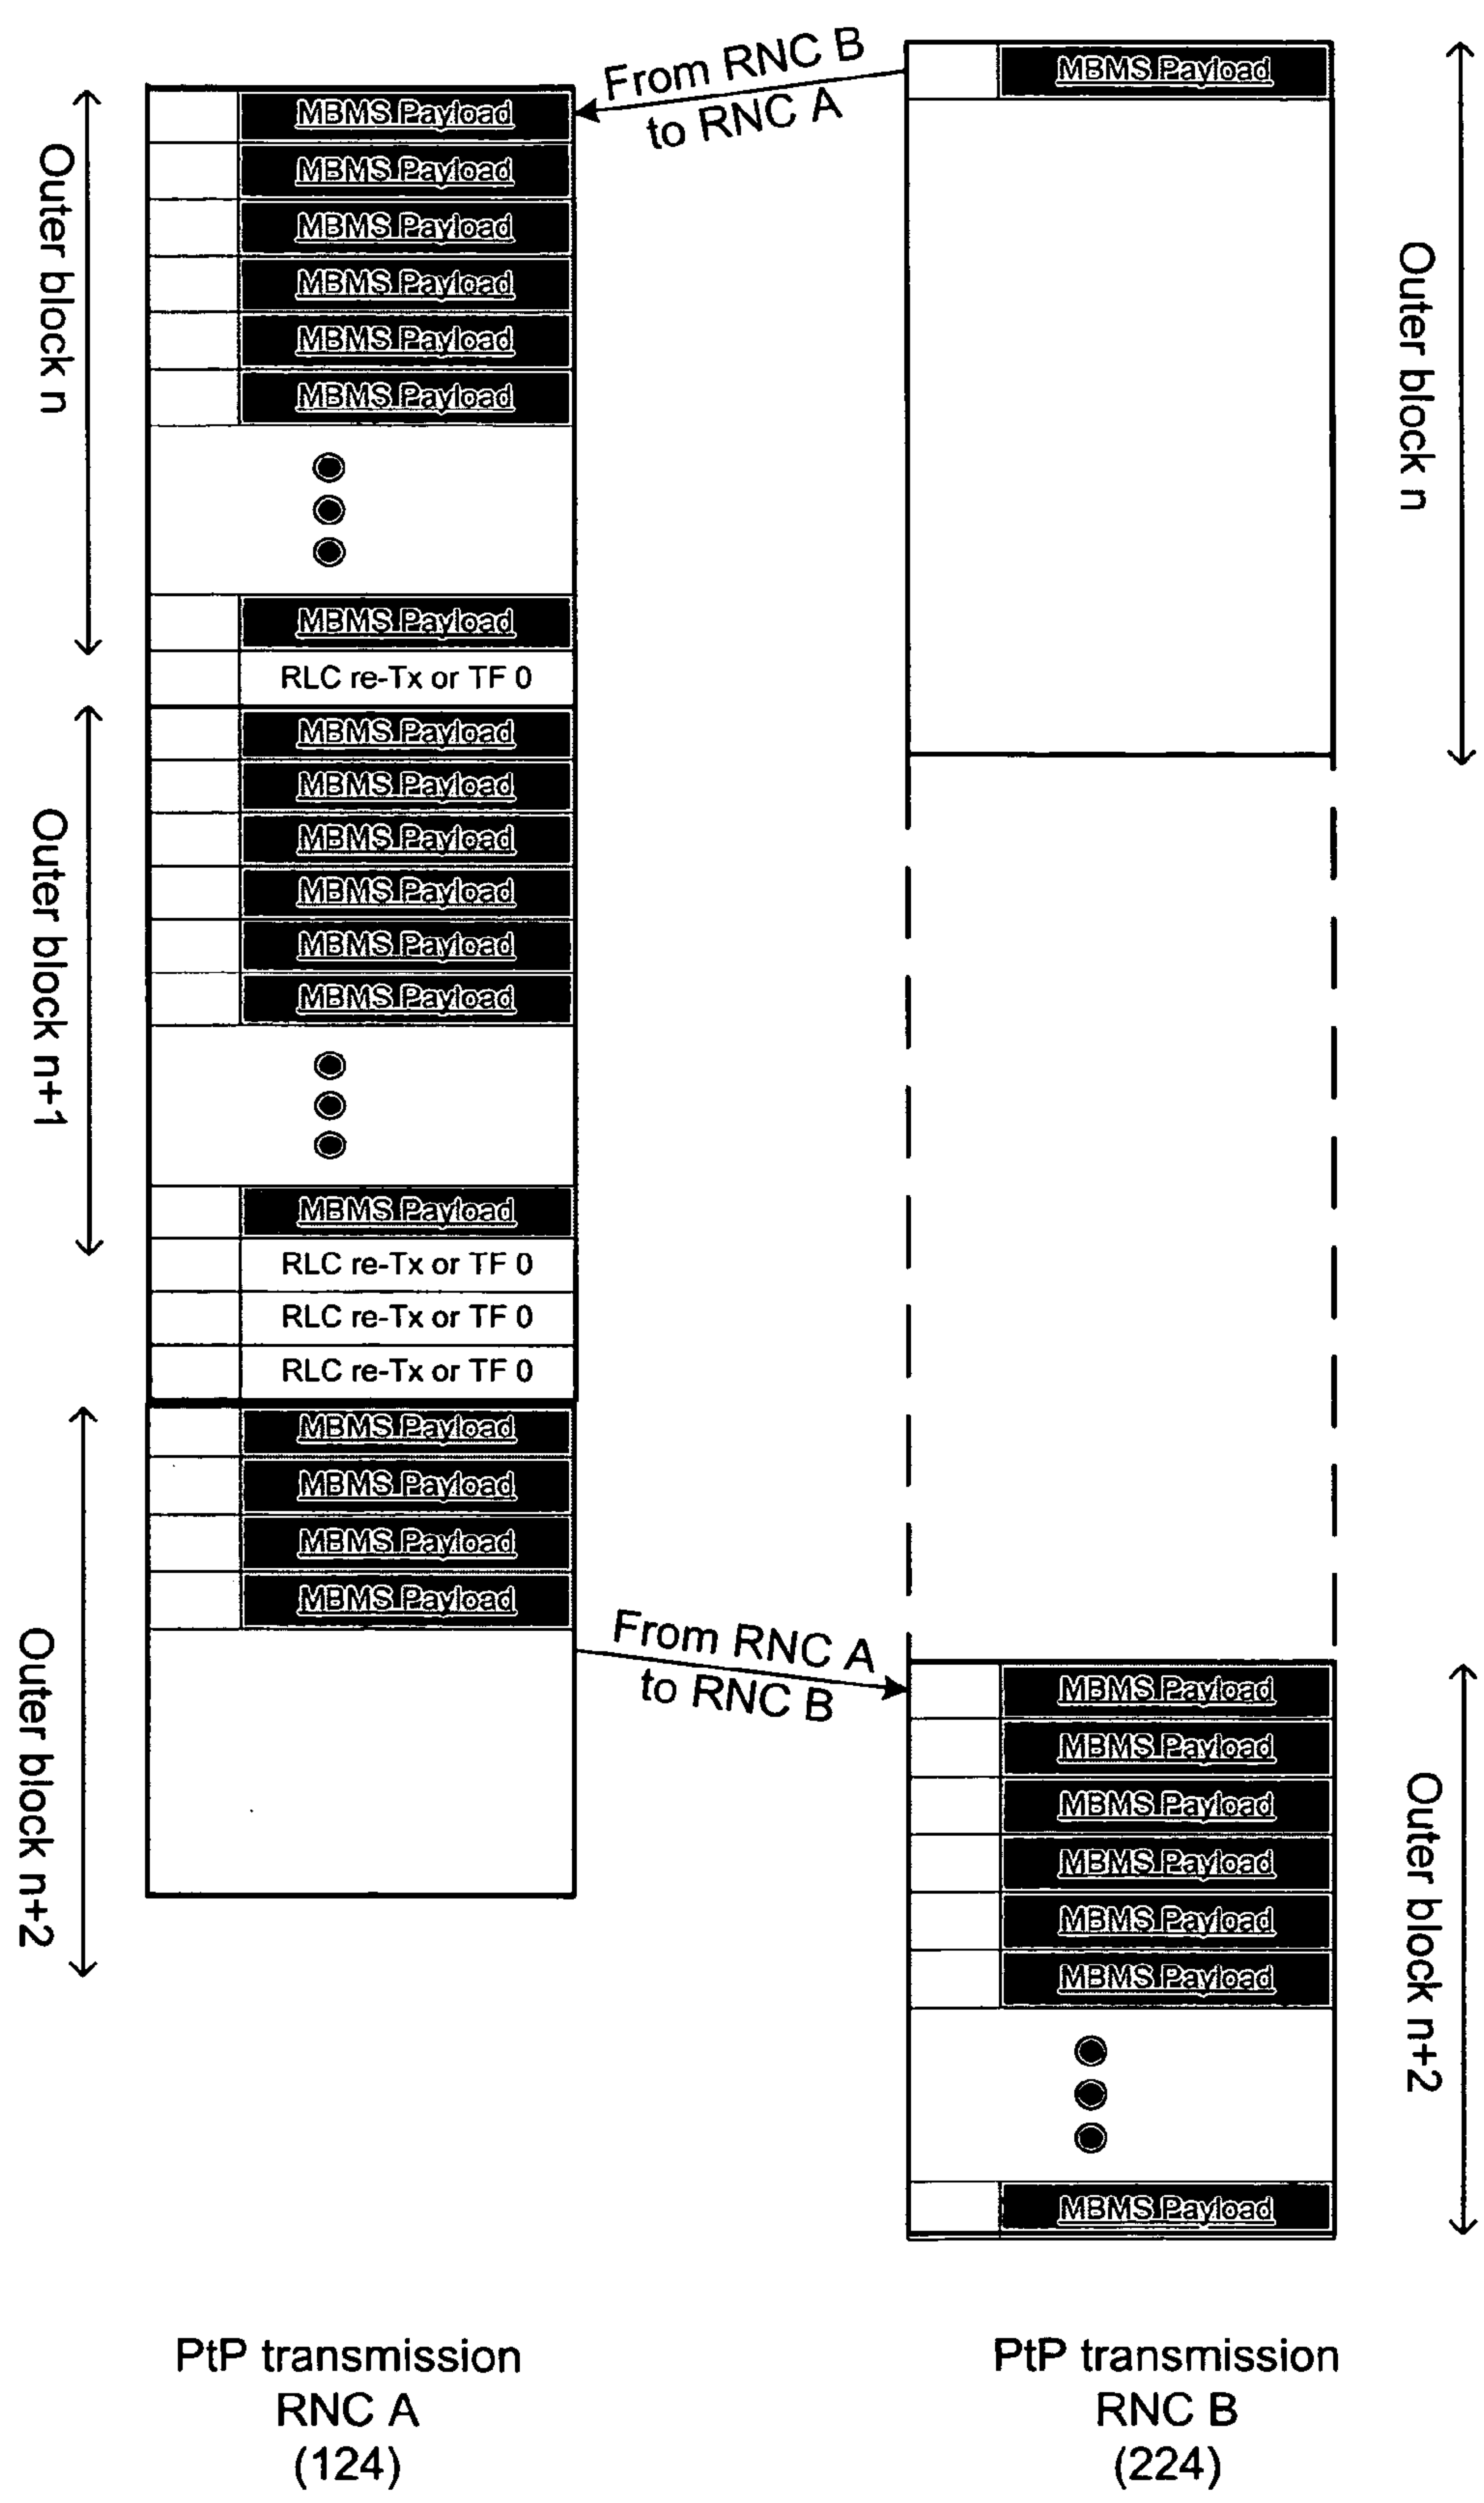 From RNC B
to RNC A
MBMS Payload
Outer block n
MBMS Payload
MBMS Payload
MBMS Payload
MBMS Payload
MBMS Payload
MBMS Payload
MBMS Payload
RLC re-Tx or TF 0
Outer block n
Outer block n+1
MBMS Payload
MBMS Payload
MBMS Payload
MBMS Payload
MBMS Payload
MBMS Payload
MBMS Payload
RLC re-Tx or TF 0
RLC re-Tx or TF 0
RLC re-Tx or TF 0
Outer block n+2
MBMS Payload
MBMS Payload
MBMS Payload
MBMS Payload
From RNC A
to RNC B
MBMS Payload
MBMS Payload
MBMS Payload
MBMS Payload
MBMS Payload
MBMS Payload
MBMS Payload
Outer block n+2
PtP transmission
RNC A
(124)
PtP transmission
RNC B
(224)